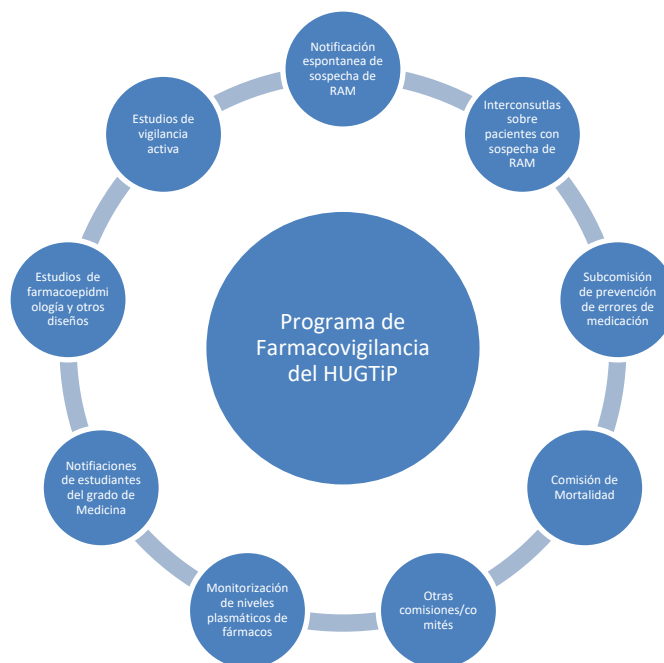 Notificación
espontanea de
sospecha de
RAM
Interconsutlas
sobre
pacientes con
sospecha de
RAM
Subcomisión
de prevención
de errores de
medicación
Comisión de
Mortalidad
Otras
comisiones/co
mités
Monitorización
de niveles
plasmáticos de
fármacos
Notifiaciones
de estudiantes
del grado de
Medicina
Estudios de
farmacoepidmi
ología y otros
diseños
Estudios de
vigilancia
activa
Programa de
Farmacovigilancia
del HUGTiP